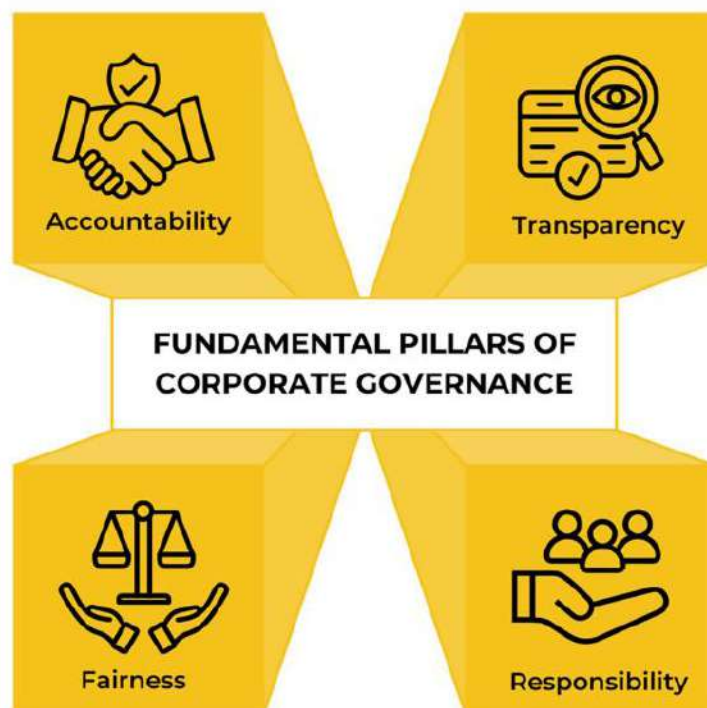 Accountability
Transparency
FUNDAMENTAL PILLARS OF
CORPORATE GOVERNANCE
Fairness
Responsibility